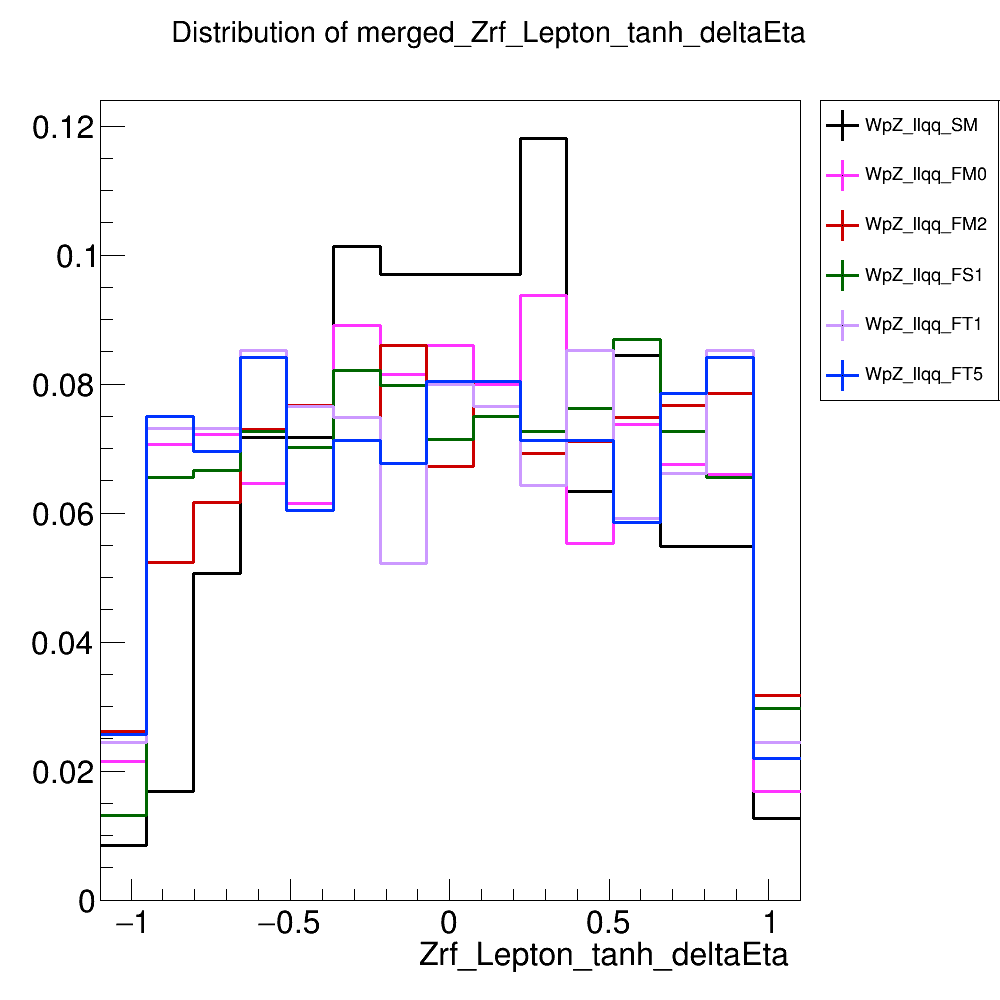 Distribution of merged_Zrf_Lepton_tanh_deltaEta
0.12
0.1
0.08
0.06
0.04
0.02
0
−1
−0.5
0
0.5
1
Zrf_Lepton_tanh_deltaEta
WpZ_llqq_SM
WpZ_llqq_FM0
WpZ_llqq_FM2
WpZ_llqq_FS1
WpZ_llqq_FT1
WpZ_llqq_FT5